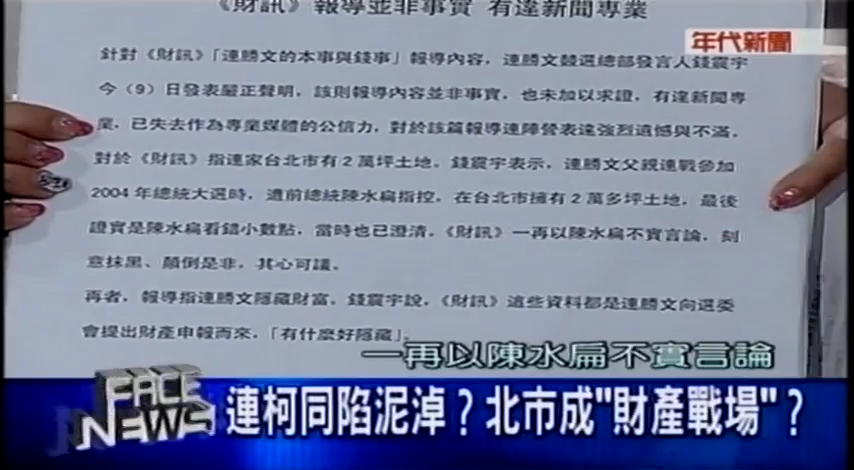 《財訊》報導並非事實 有違新聞專業
年代新聞
針對《財訊》「連勝文的本事與錢事」報導內容，連勝文競選總部發言人錢震宇
今（9）日發表嚴正聲明，該則報導內容並非事實，也未加以求證，有違新聞專
業，已失去作為專業媒體的公信力，對於該篇報導連陣營表達強烈遺憾與不滿。
對於《財訊》指連家台北市有2萬坪土地。錢震宇表示，連勝文父親連戰參加
2004年總統大選時，遭前總統陳水扁指控，在台北市擁有2萬多坪土地，最後
證實是陳水扁看錯小數點，當時也已澄清。《財訊》一再以陳水扁不實言論，刻
意抹黑、顛倒是非，其心可議。
再者，報導指連勝文隱藏財富。錢震宇說，《財訊》這些資料都是連勝文向選委
會提出財產申報而來，「有什麼好隱藏」。
一再以陳水扁不實言論
FACE NEWS
連柯同陷泥淖？北市成"財產戰場"？